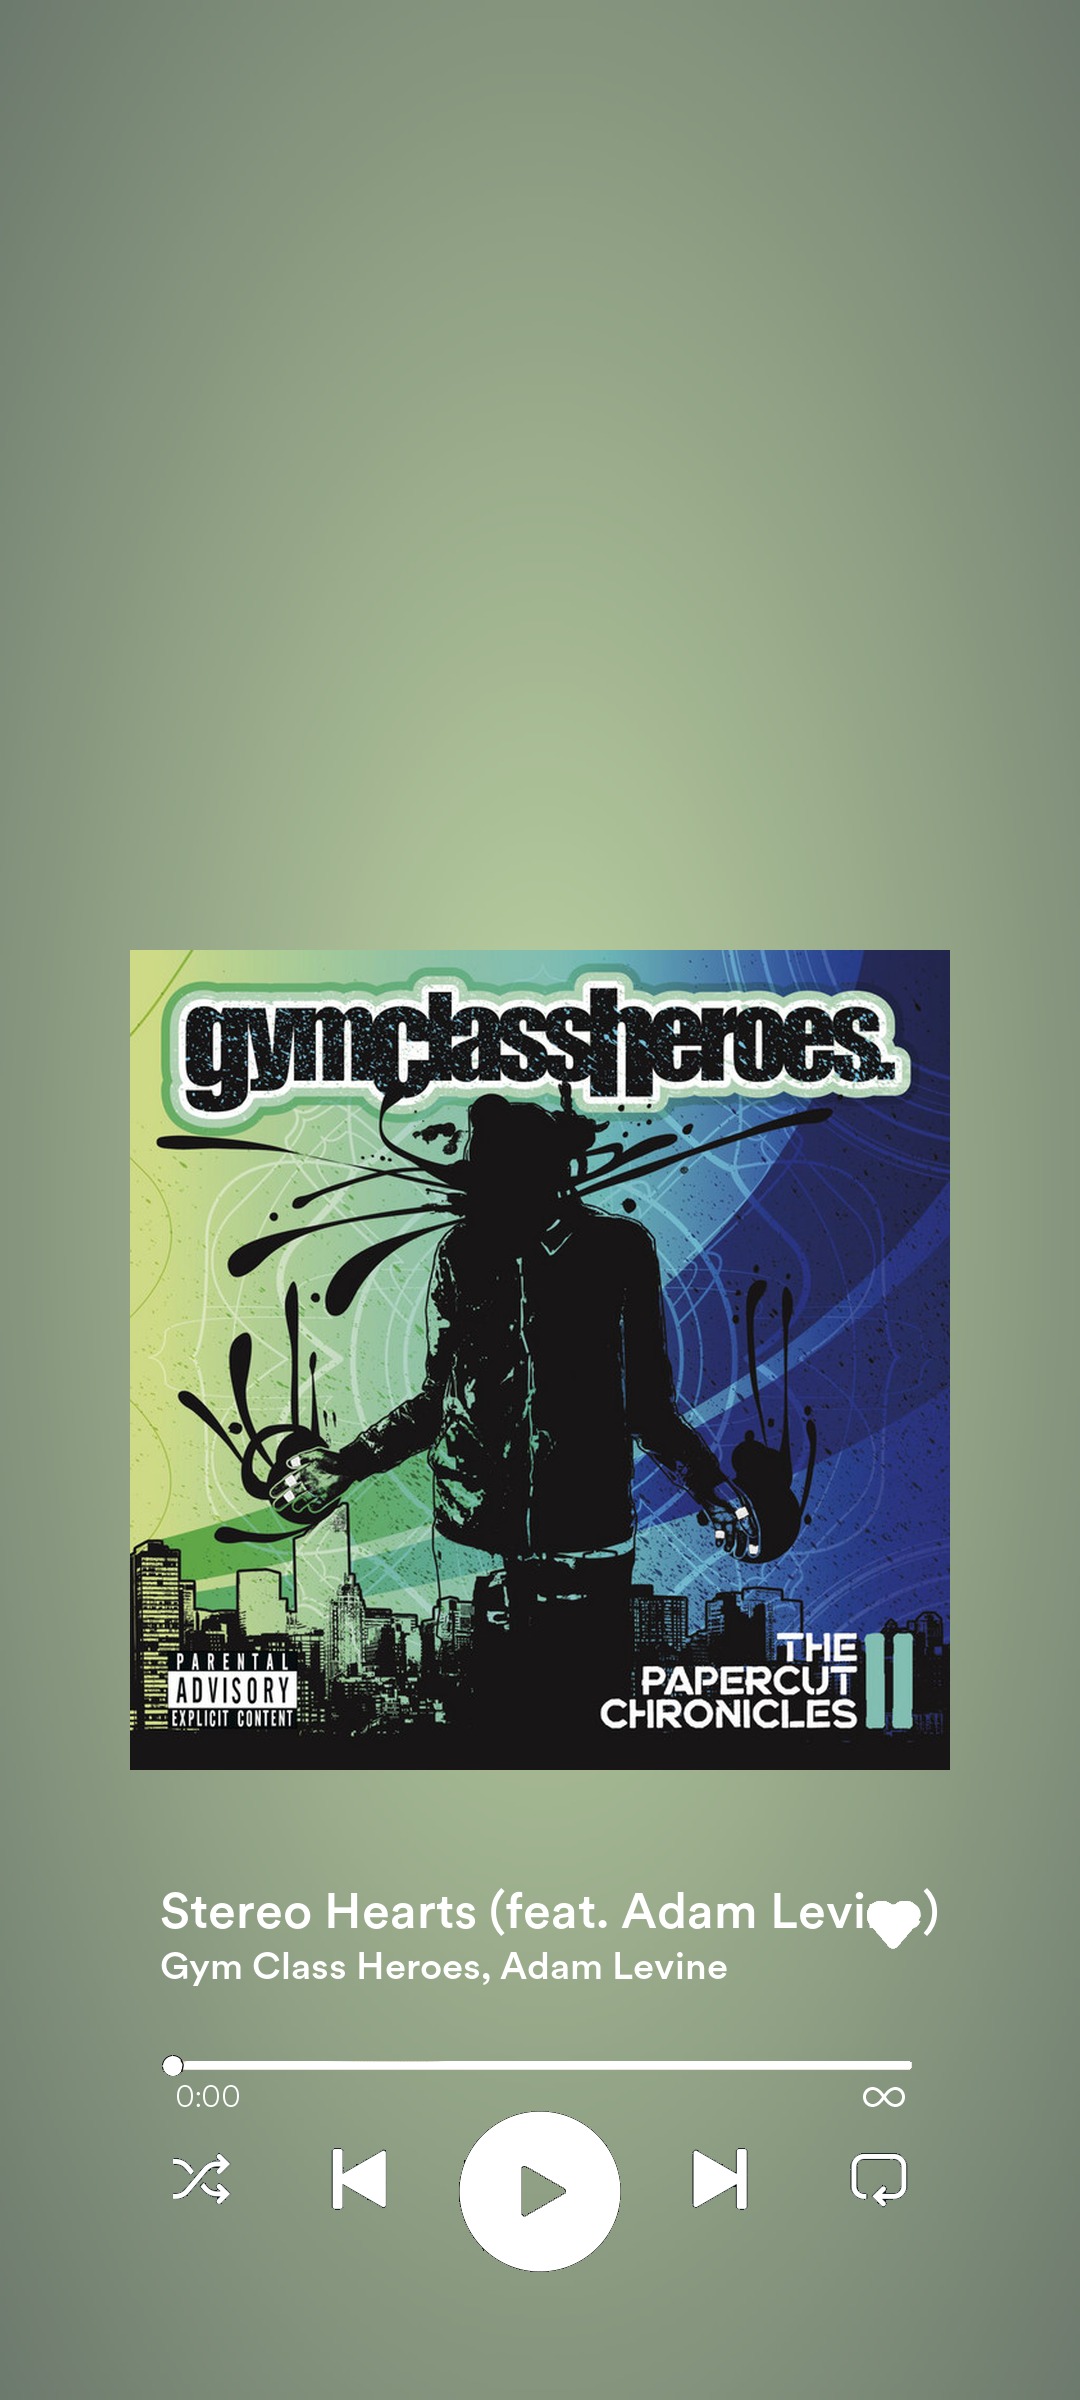 gymclassheroes.
PARENTAL
ADVISORY
EXPLICIT CONTENT
THE
PAPERCUT
CHRONICLES II
Stereo Hearts (feat. Adam Levine)
Gym Class Heroes, Adam Levine
0:00 ∞